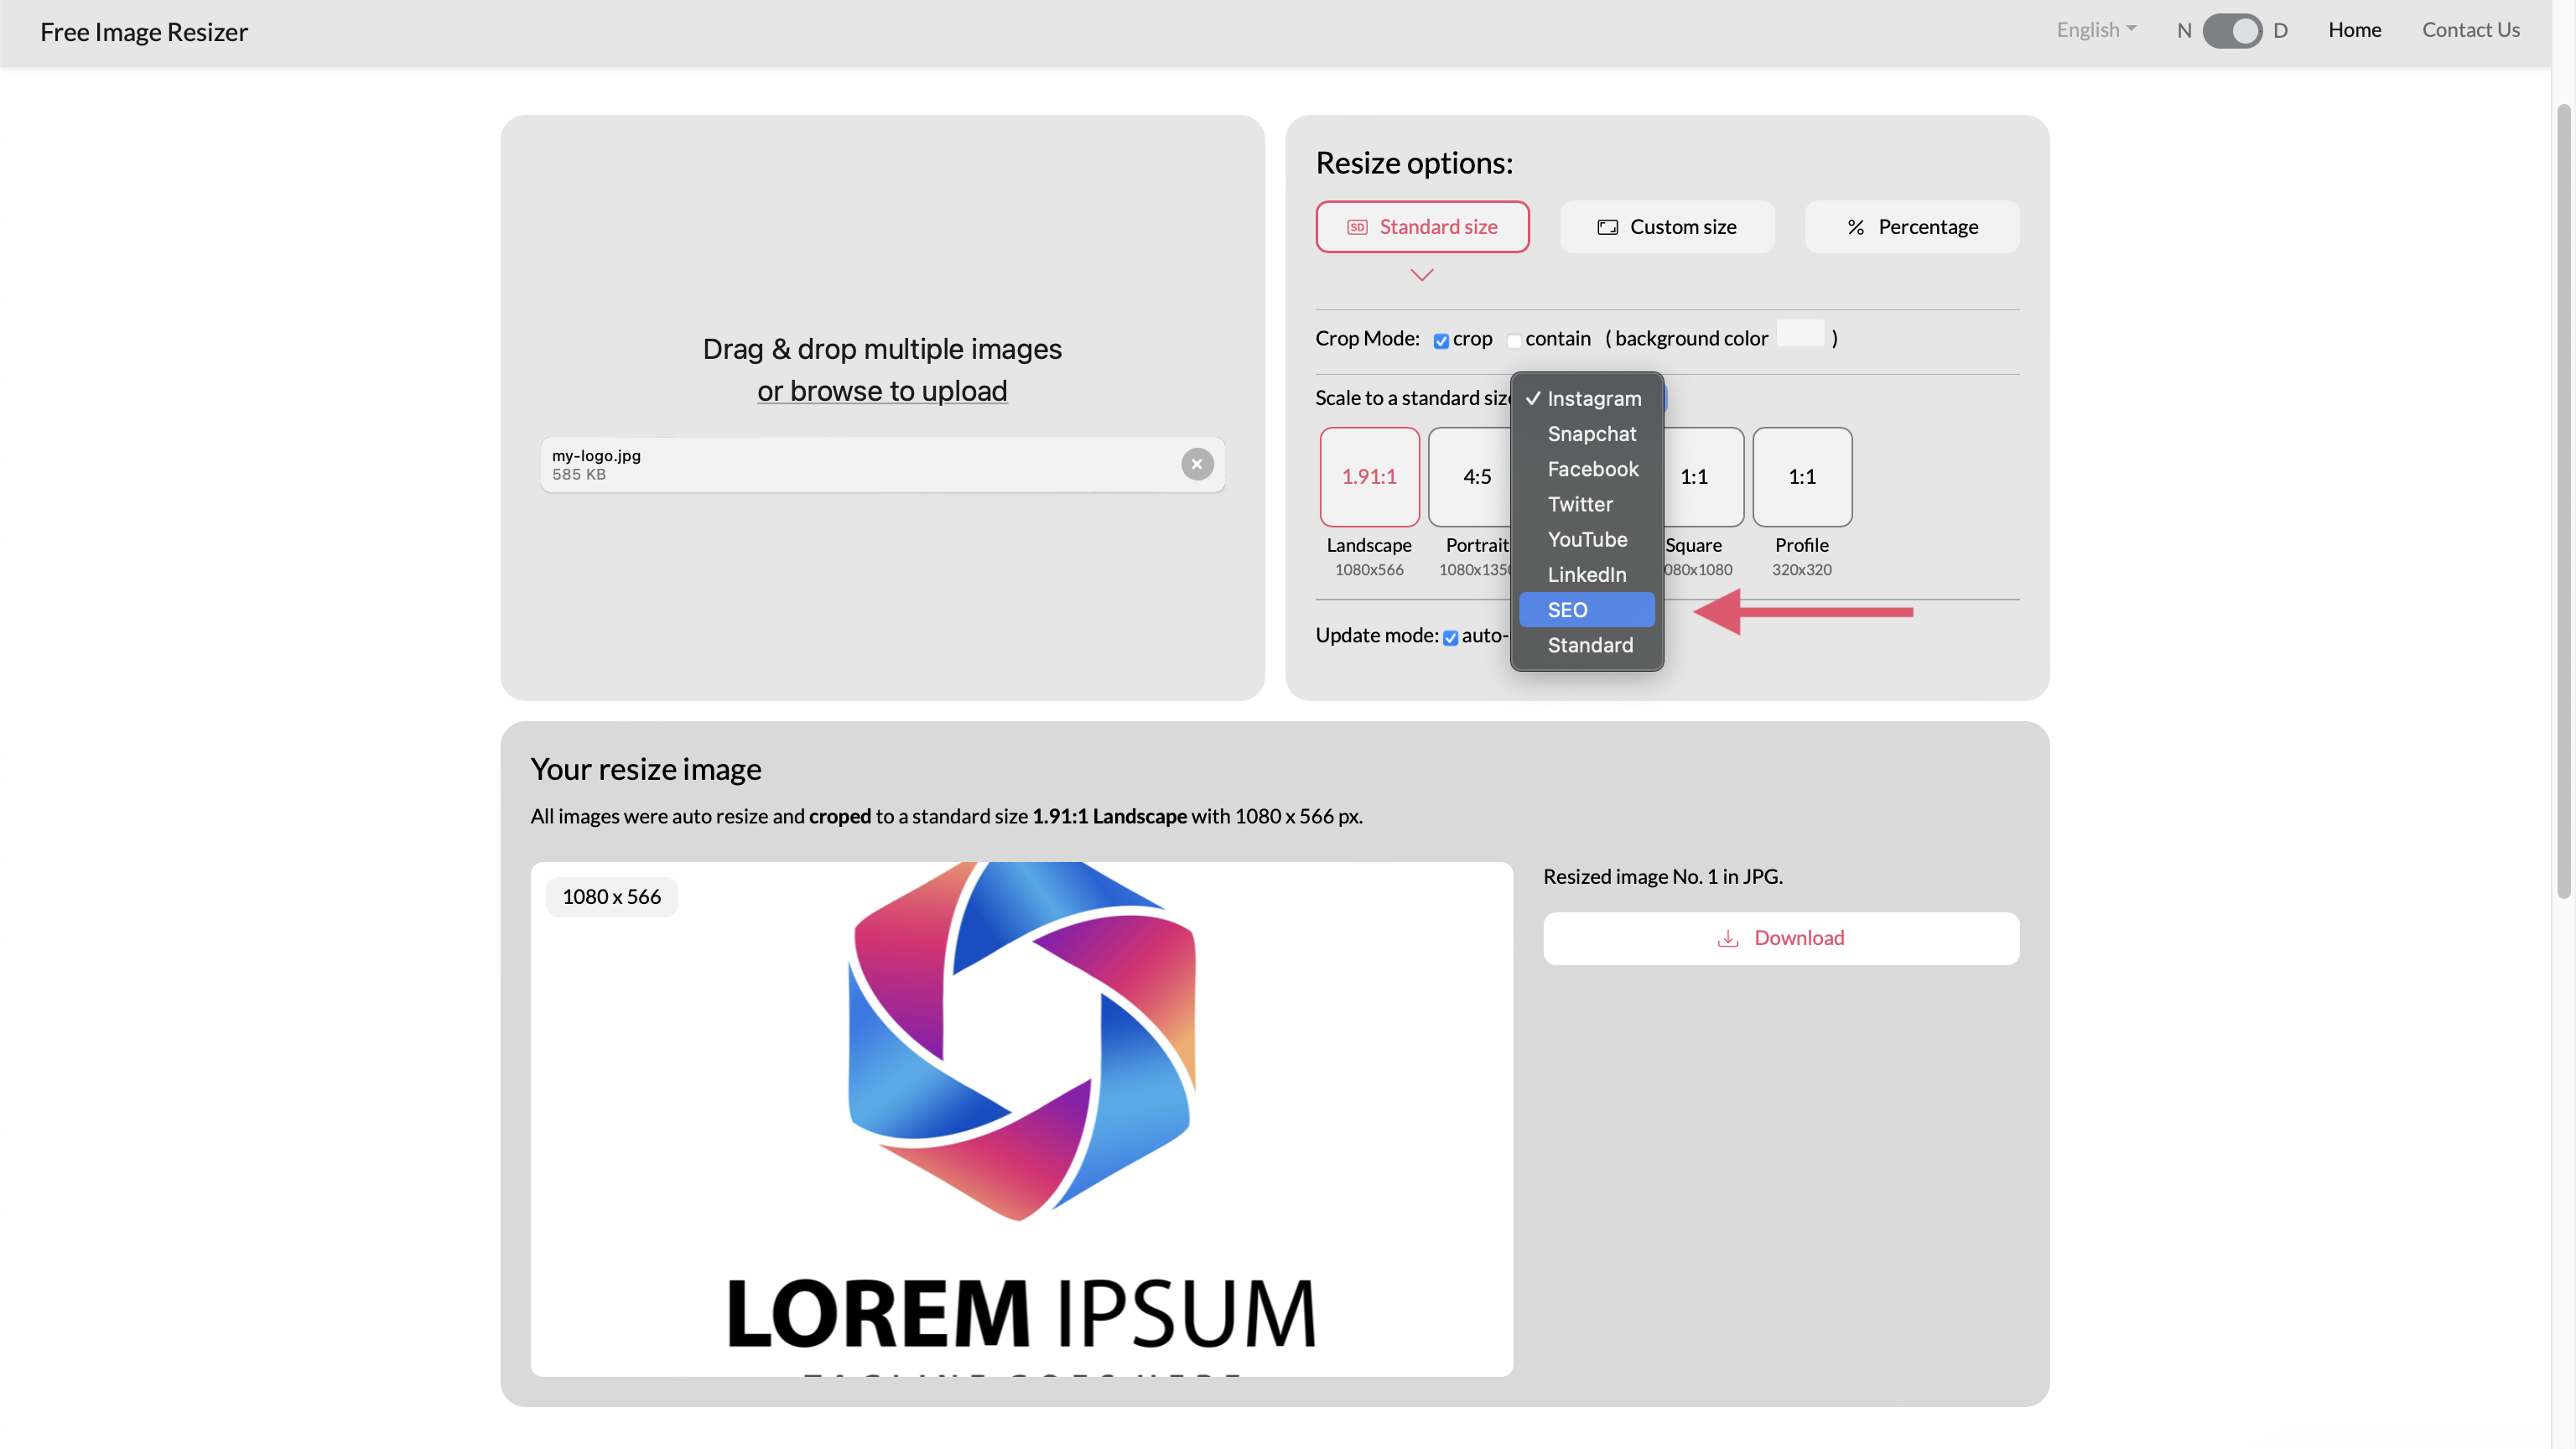 Free Image Resizer
English
N
D
Home
Contact Us
Drag & drop multiple images
or browse to upload
my-logo.jpg
585 KB
Resize options:
SD Standard size
Custom size
% Percentage
Crop Mode: crop contain ( background color )
Scale to a standard siz
✓ Instagram
Snapchat
Facebook
Twitter
YouTube
LinkedIn
SEO
Standard
1.91:1
4:5
1:1
1:1
Landscape
Portrait
Square
Profile
1080x566
1080x1350
080x1080
320x320
Update mode: auto-
Your resize image
All images were auto resize and croped to a standard size 1.91:1 Landscape with 1080 x 566 px.
1080 x 566
LOREM IPSUM
Resized image No. 1 in JPG.
Download